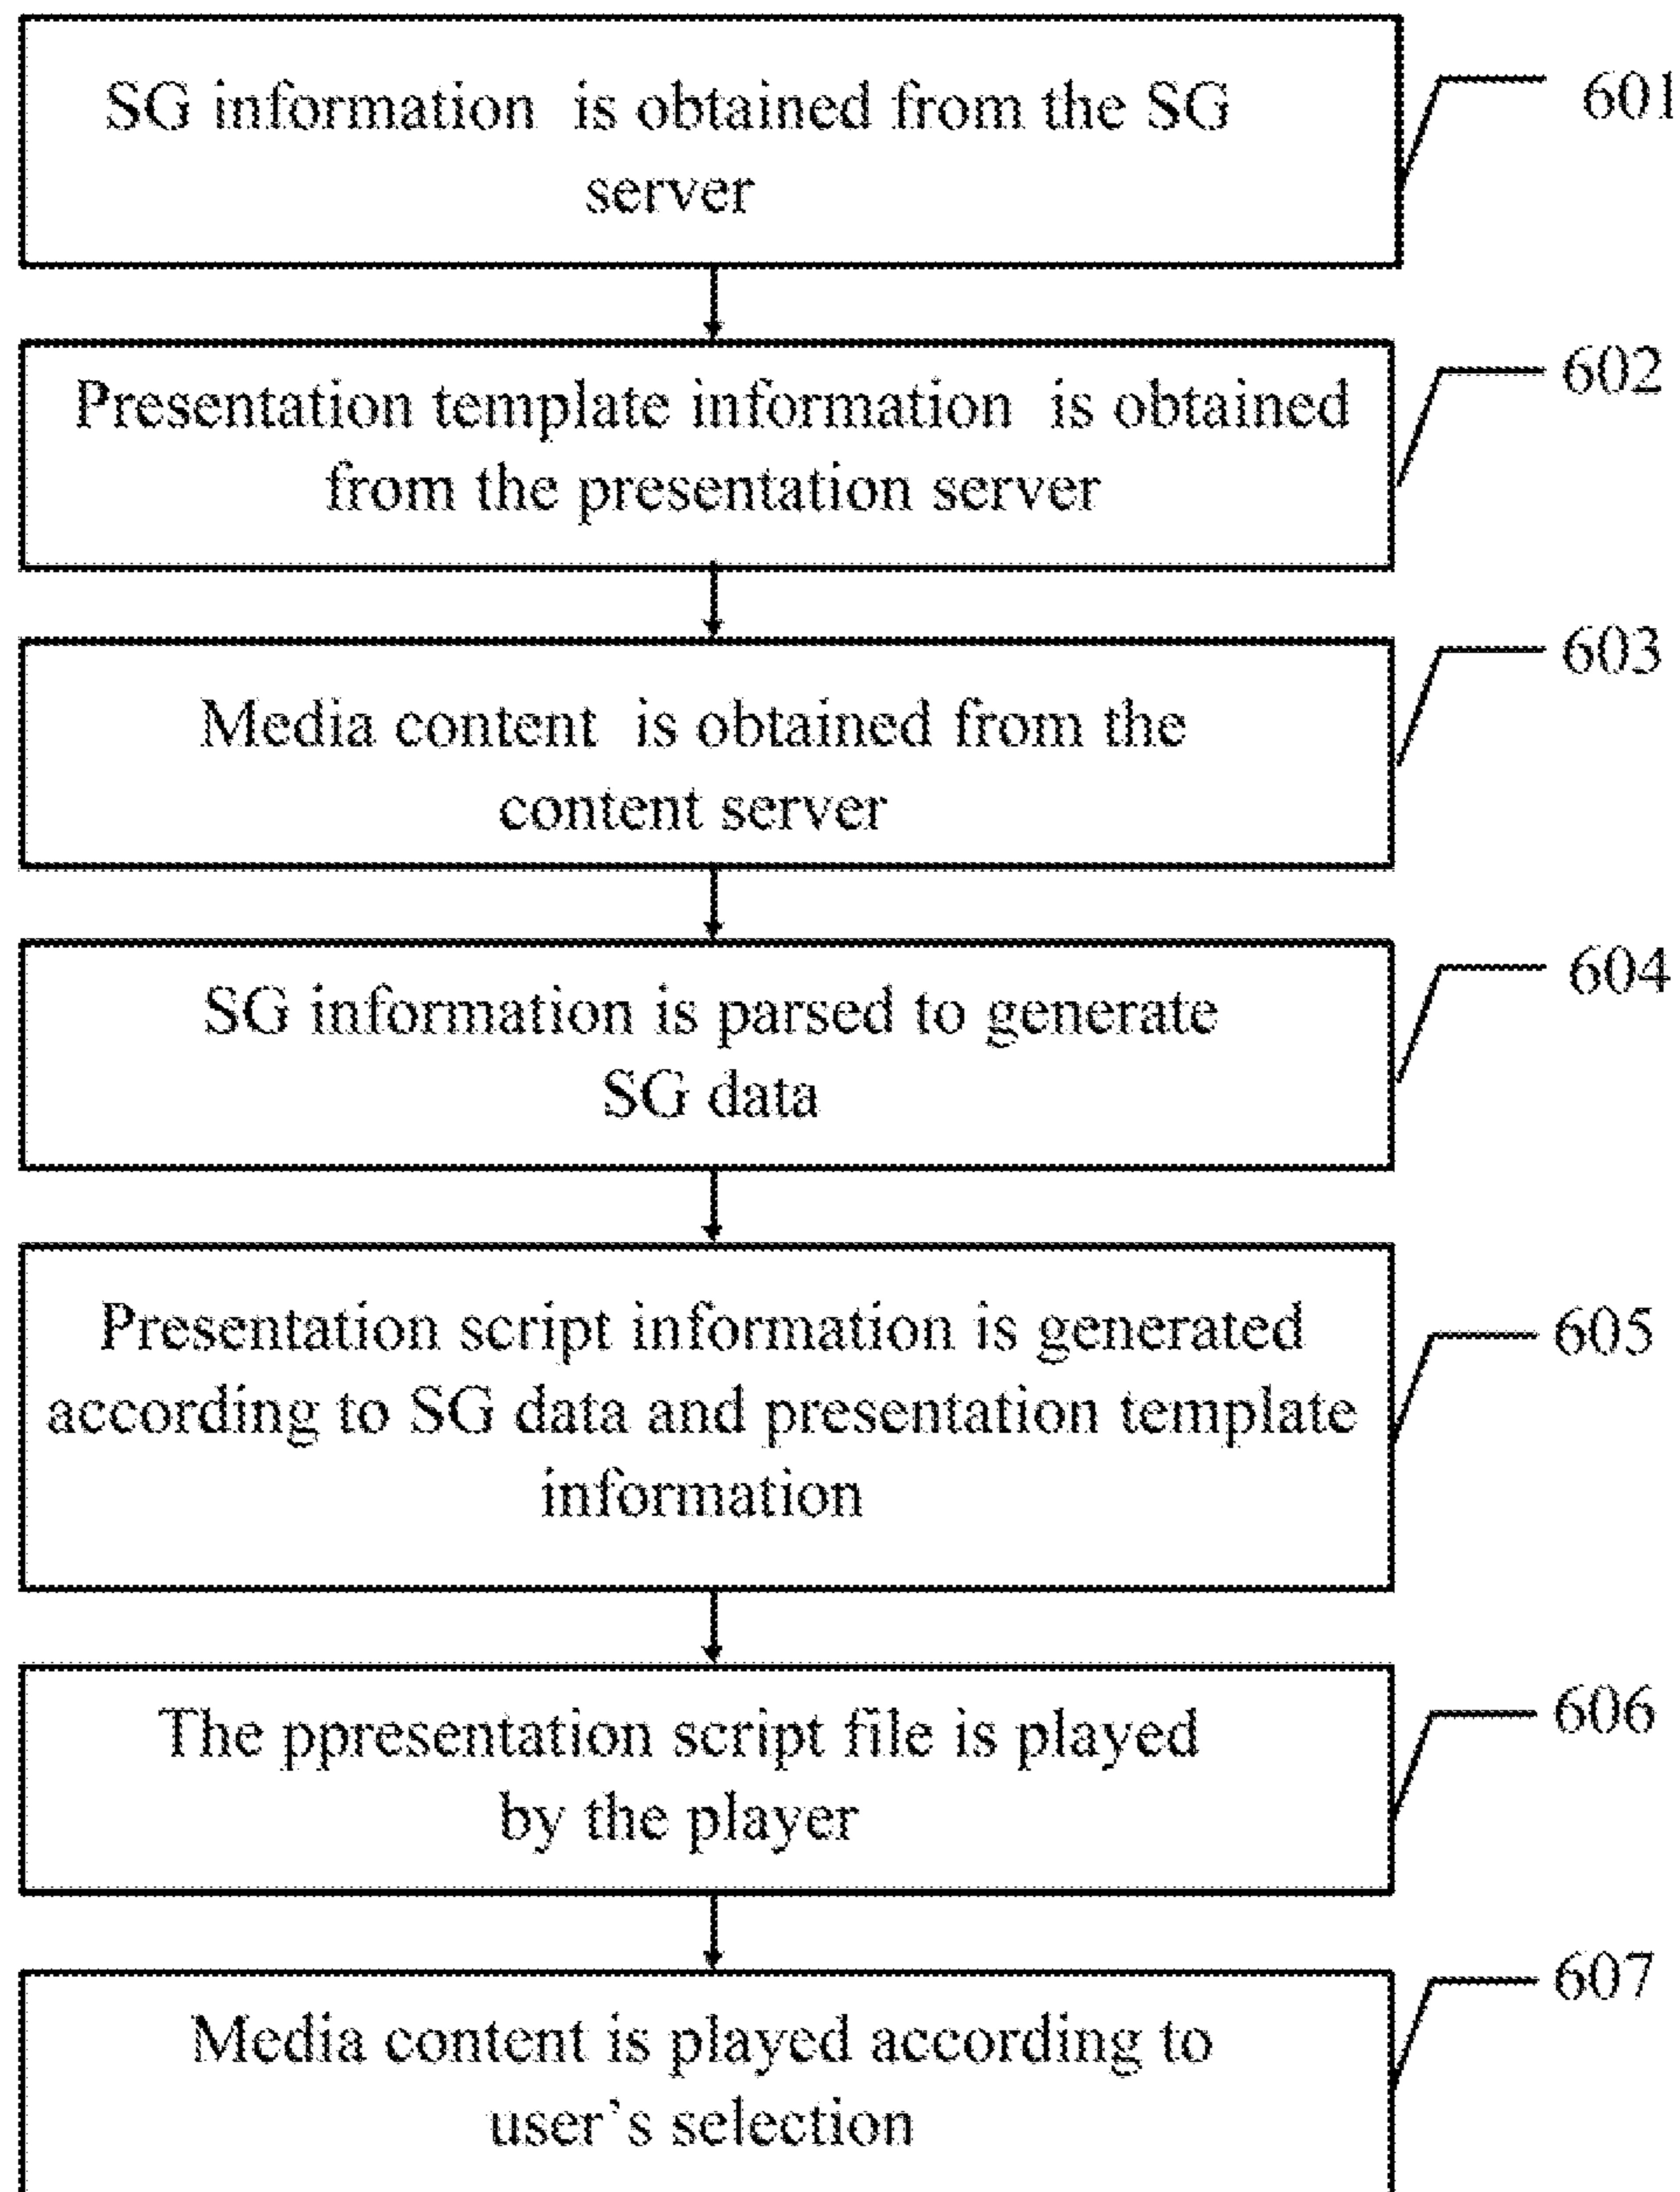 SG information is obtained from the SG
server
601
Presentation template information is obtained
from the presentation server
602
Media content is obtained from the
content server
603
SG information is parsed to generate
SG data
604
Presentation script information is generated
according to SG data and presentation template
information
605
The ppresentation script file is played
by the player
606
Media content is played according to
user's selection
607